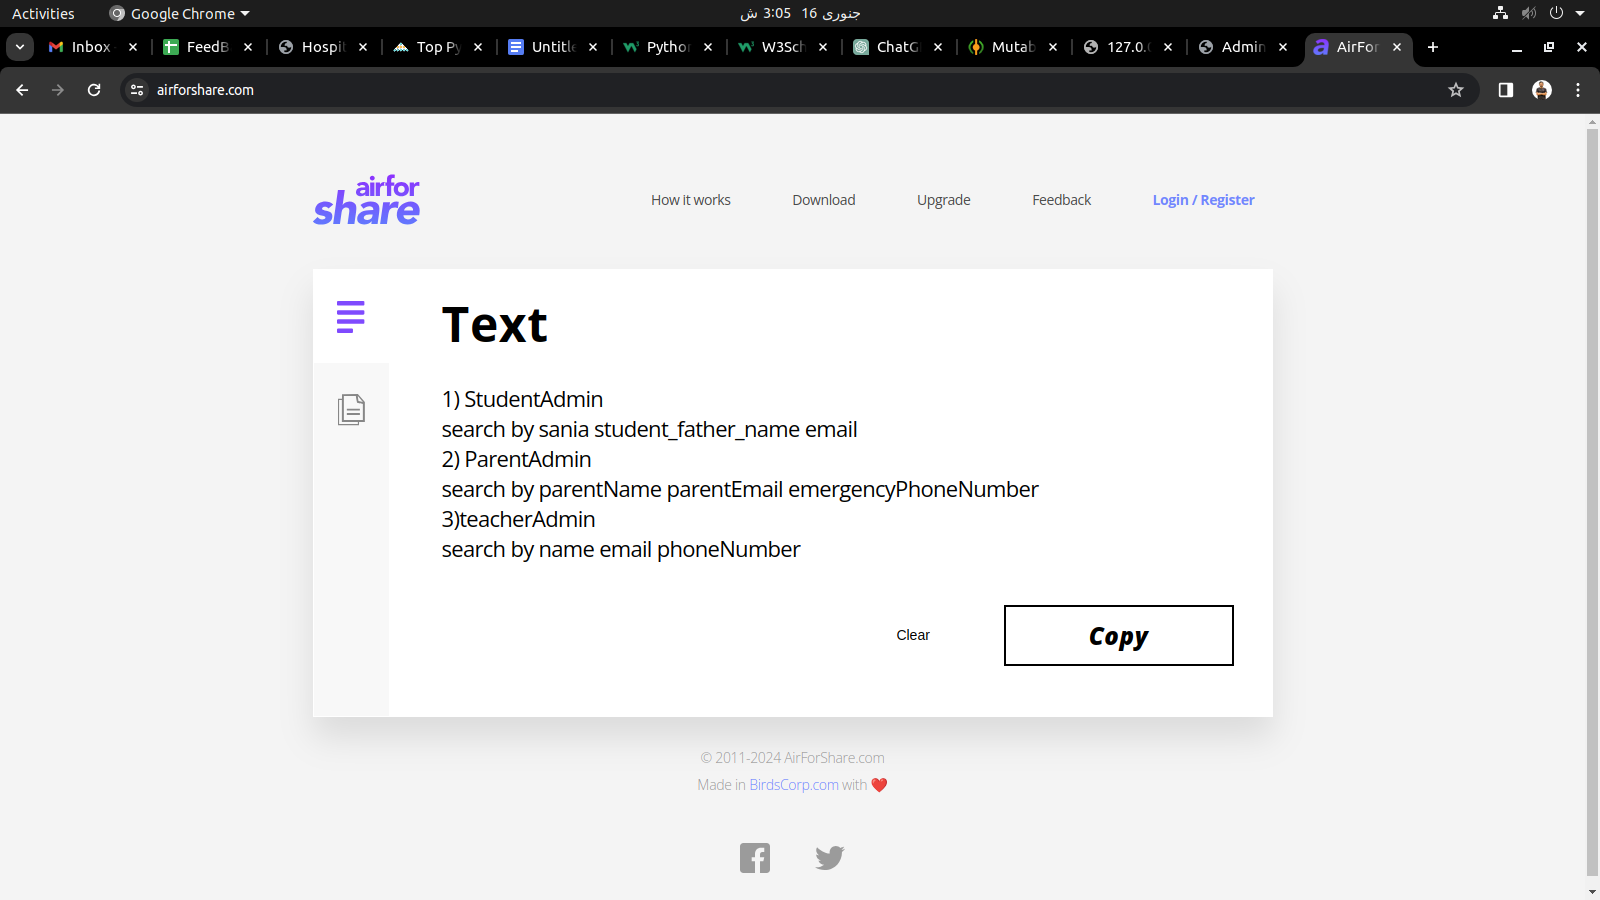 Activities
Google Chrome
جنوری 16 3:05 ش
Inbox
FeedB
Hospi
Top Py
Untitle
Pytho
W3Sch
ChatG
Mutab
127.0.
Admin
AirFor
airforshare.com
airfor
share
How it works
Download
Upgrade
Feedback
Login / Register
Text
1) StudentAdmin
search by sania student_father_name email
2) ParentAdmin
search by parentName parentEmail emergencyPhoneNumber
3)teacherAdmin
search by name email phoneNumber
Clear
Copy
© 2011-2024 AirForShare.com
Made in BirdsCorp.com with ❤️